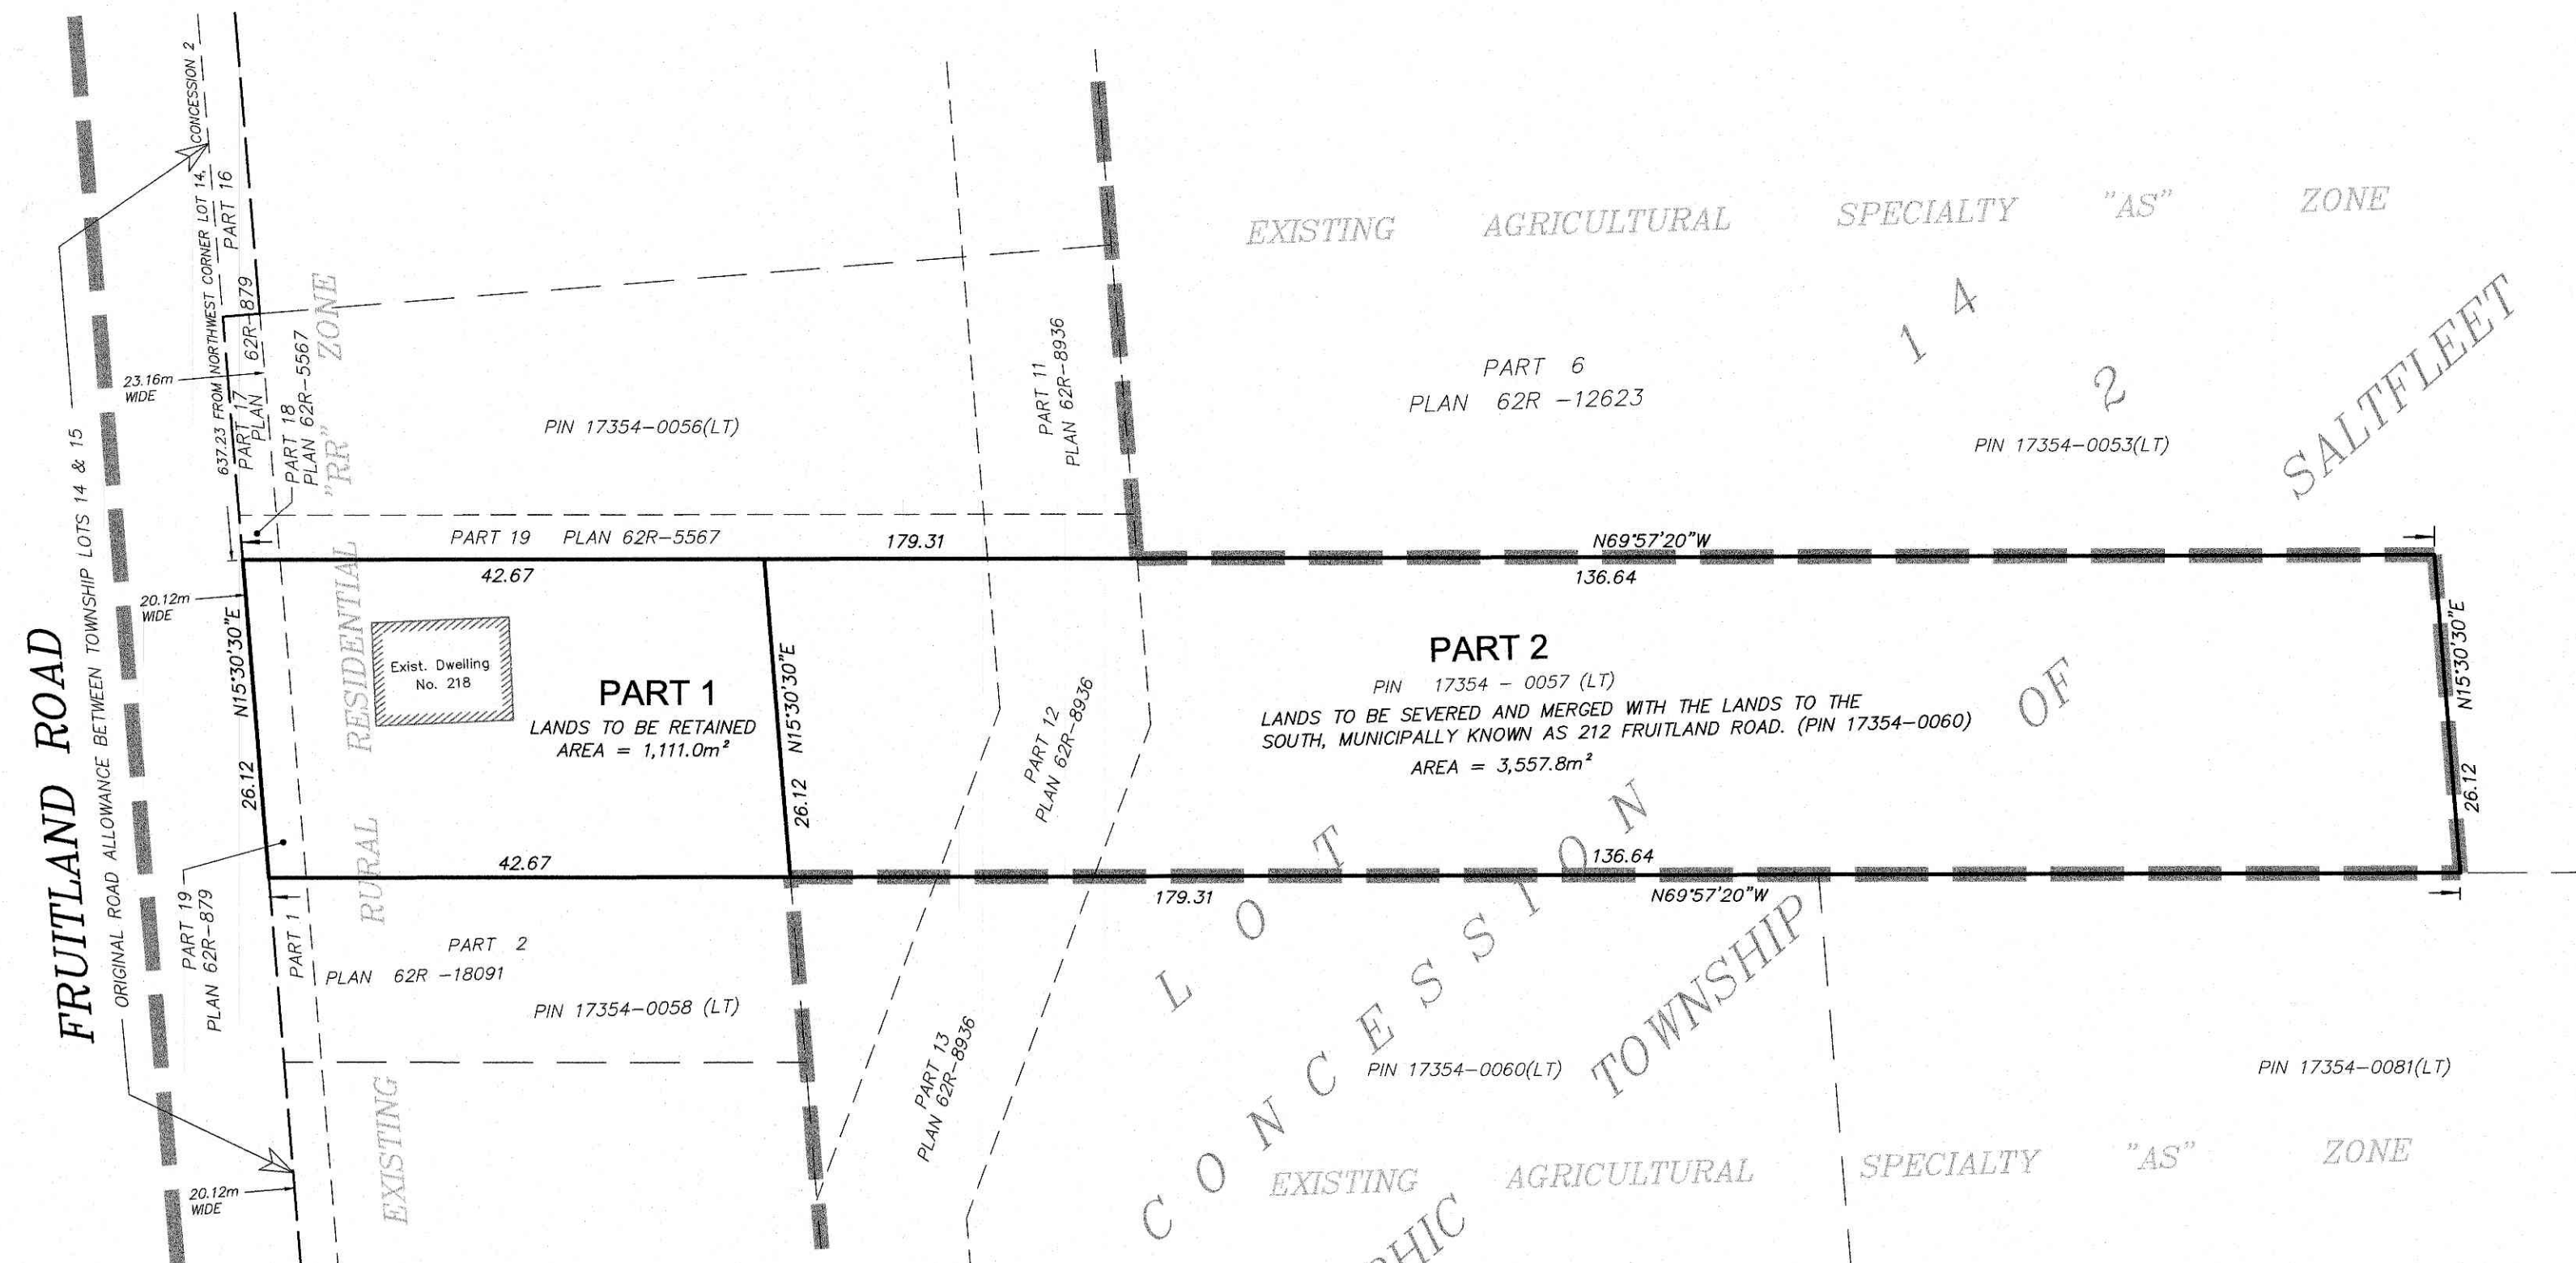 FRUITLAND ROAD
ORIGINAL ROAD ALLOWANCE BETWEEN TOWNSHIP LOTS 14 & 15
637.23 FROM NORTHWEST CORNER LOT 14, CONCESSION 2
PART 16
PART 17
PLAN 62R-879
PART 18
PLAN 62R-5567
23.16m
WIDE
"RR" ZONE
PIN 17354-0056(LT)
PART 11
PLAN 62R-8936
EXISTING AGRICULTURAL SPECIALTY "AS" ZONE
PART 6
PLAN 62R -12623
14
2
PIN 17354-0053(LT)
SALTFLEET
PART 19 PLAN 62R-5567
179.31
N69°57'20"W
42.67
136.64
20.12m
WIDE
N15°30'30"E
26.12
Exist. Dwelling
No. 218
RURAL RESIDENTIAL
PART 1
LANDS TO BE RETAINED
AREA = 1,111.0m²
N15°30'30"E
26.12
PART 12
PLAN 62R-8936
PART 2
PIN 17354 - 0057 (LT)
LANDS TO BE SEVERED AND MERGED WITH THE LANDS TO THE
SOUTH, MUNICIPALLY KNOWN AS 212 FRUITLAND ROAD. (PIN 17354-0060)
AREA = 3,557.8m²
OF
N15°30'30"E
26.12
42.67
136.64
179.31
N69°57'20"W
PART 19
PLAN 62R-879
PART 1
PART 2
PLAN 62R -18091
PIN 17354-0058 (LT)
LOT
CONCESSION
TOWNSHIP
PART 13
PLAN 62R-8936
PIN 17354-0060(LT)
PIN 17354-0081(LT)
EXISTING
20.12m
WIDE
EXISTING AGRICULTURAL SPECIALTY "AS" ZONE
PHIC